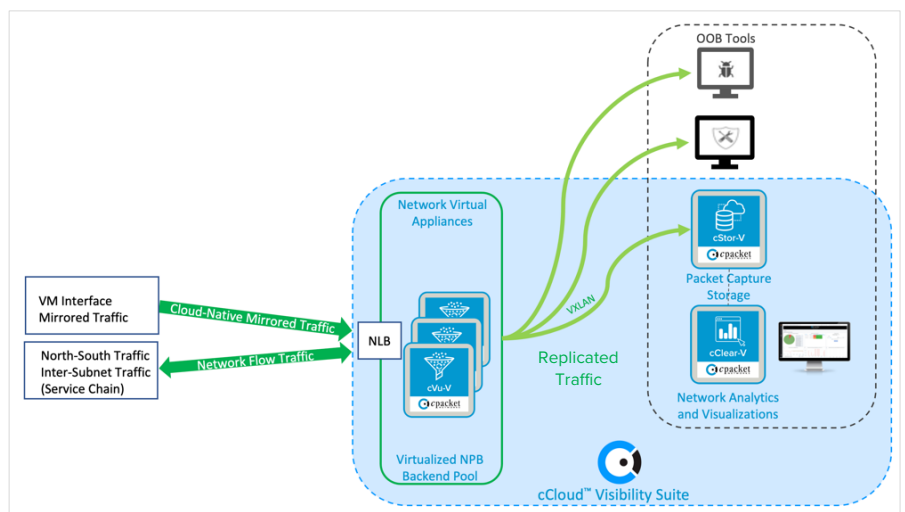 OOB Tools
Network Virtual
Appliances
cStor-V
cpacket
Packet Capture
Storage
VM Interface
Mirrored Traffic
Cloud-Native Mirrored Traffic
North-South Traffic
Inter-Subnet Traffic
(Service Chain)
Network Flow Traffic
NLB
cVu-V
cpacket
VXLAN
Replicated
Traffic
cClear-V
cpacket
Network Analytics
and Visualizations
Virtualized NPB
Backend Pool
cCloud™ Visibility Suite